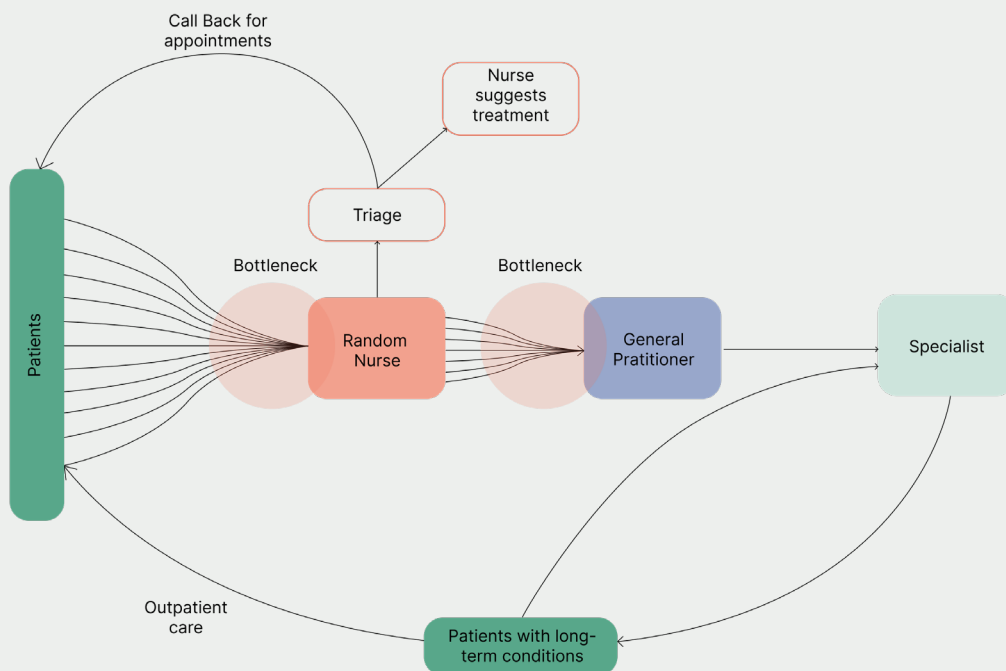 Call Back for
appointments
Nurse
suggests
treatment
Triage
Bottleneck
Bottleneck
Patients
Random
Nurse
General
Pratitioner
Specialist
Outpatient
care
Patients with long-
term conditions